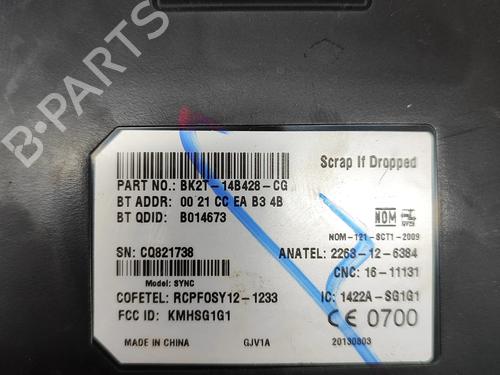 B-PARTS
Scrap If Dropped
PART NO.: BK2T-14B428-CG
BT ADDR: 00 21 CC EA B3 4B
BT QDID: B014673
NOM
NOM-121-SCT1-2009
SN: CQ821738
ANATEL: 2263-12-6384
Model: SYNC
CNC: 16-11131
COFETEL: RCPFOSY12-1233
IC: 1422A-SG1G1
FCC ID: KMHSG1G1
CE 0700
MADE IN CHINA
GJV1A
20130803